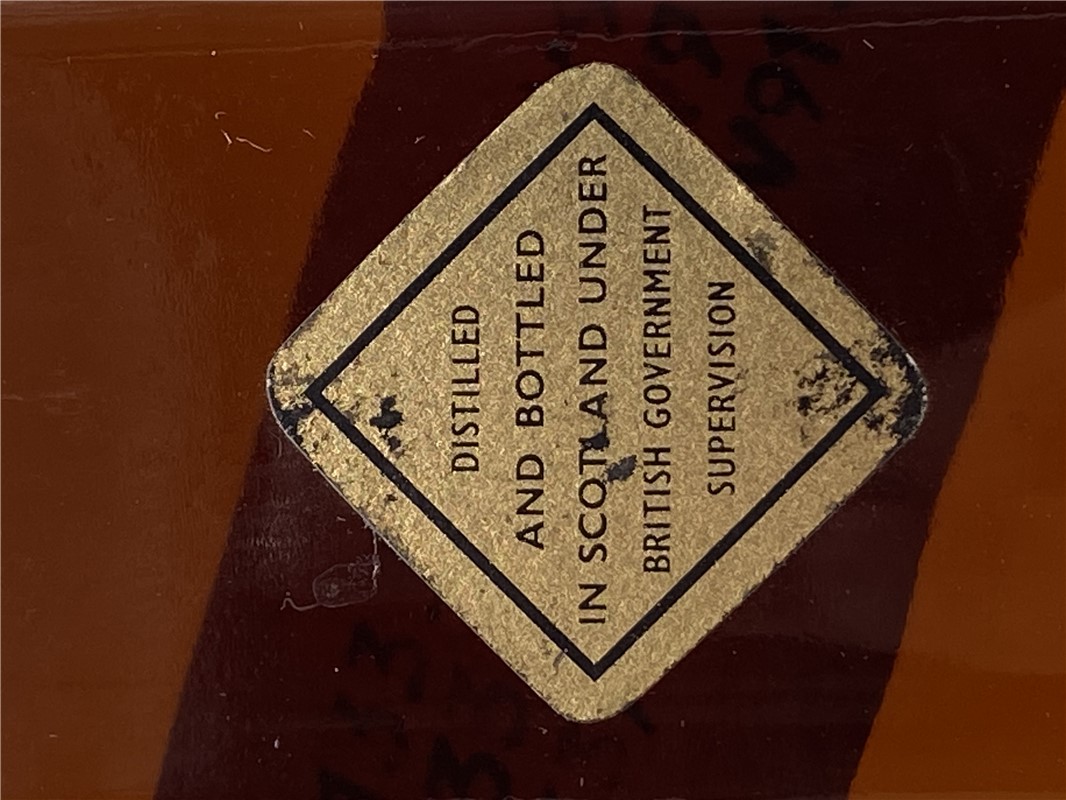 DISTILLED
AND BOTTLED
IN SCOTLAND UNDER
BRITISH GOVERNMENT
SUPERVISION